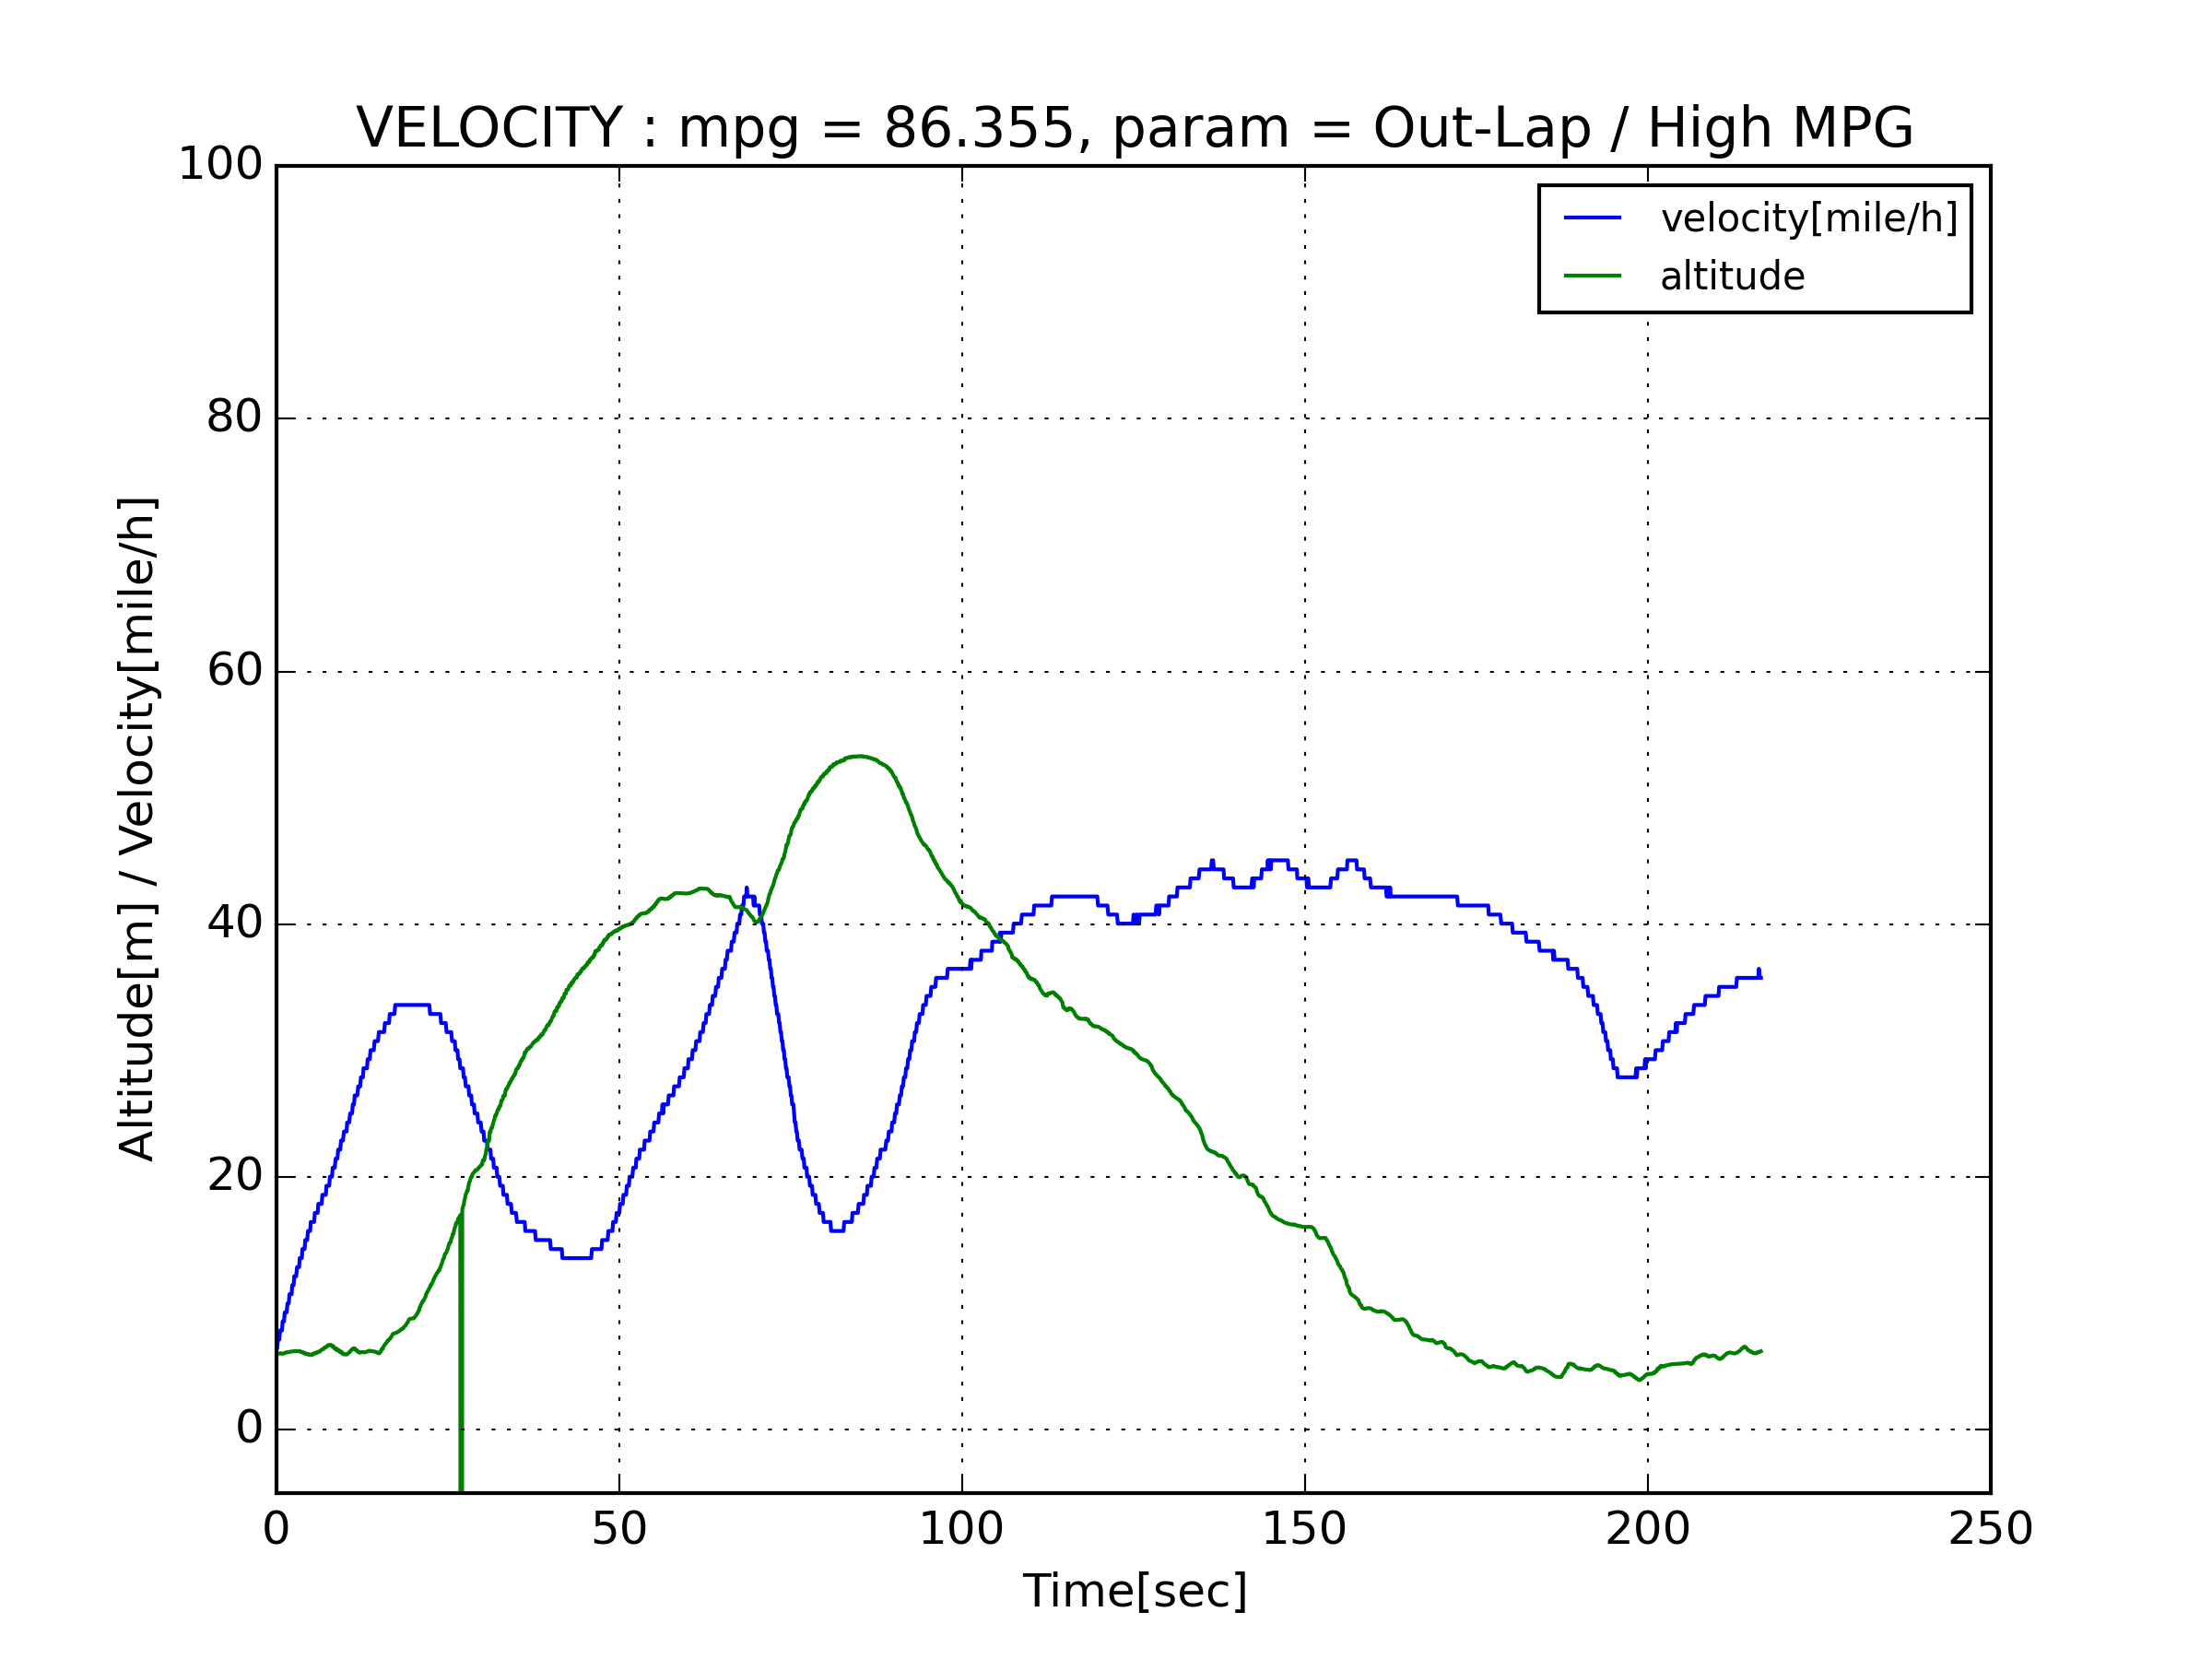 VELOCITY : mpg = 86.355, param = Out-Lap / High MPG
velocity[mile/h]
altitude
Altitude[m] / Velocity[mile/h]
100
80
60
40
20
0
0 50 100 150 200 250
Time[sec]